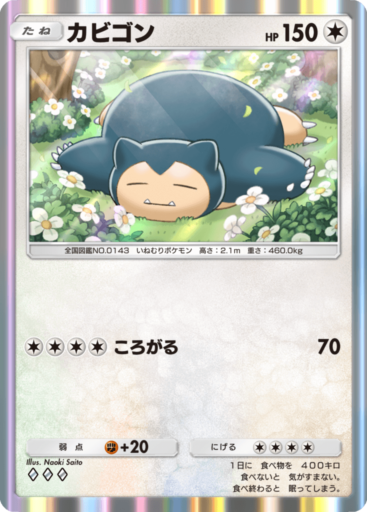 たね カビゴン HP 150
全国図鑑NO.0143 いねむりポケモン 高さ：2.1m 重さ：460.0kg
ころがる 70
弱点 +20 にげる
Illus. Naoki Saito
1日に 食べ物を 400キロ
食べないと 気がすまない。
食べ終わると 眠ってしまう。